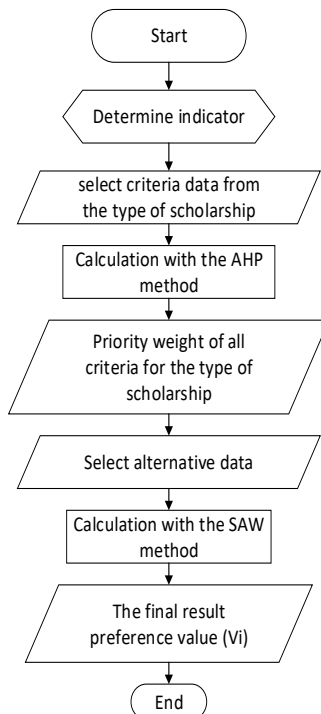 Start
Determine indicator
select criteria data from
the type of scholarship
Calculation with the AHP
method
Priority weight of all
criteria for the type of
scholarship
Select alternative data
Calculation with the SAW
method
The final result
preference value (Vi)
End